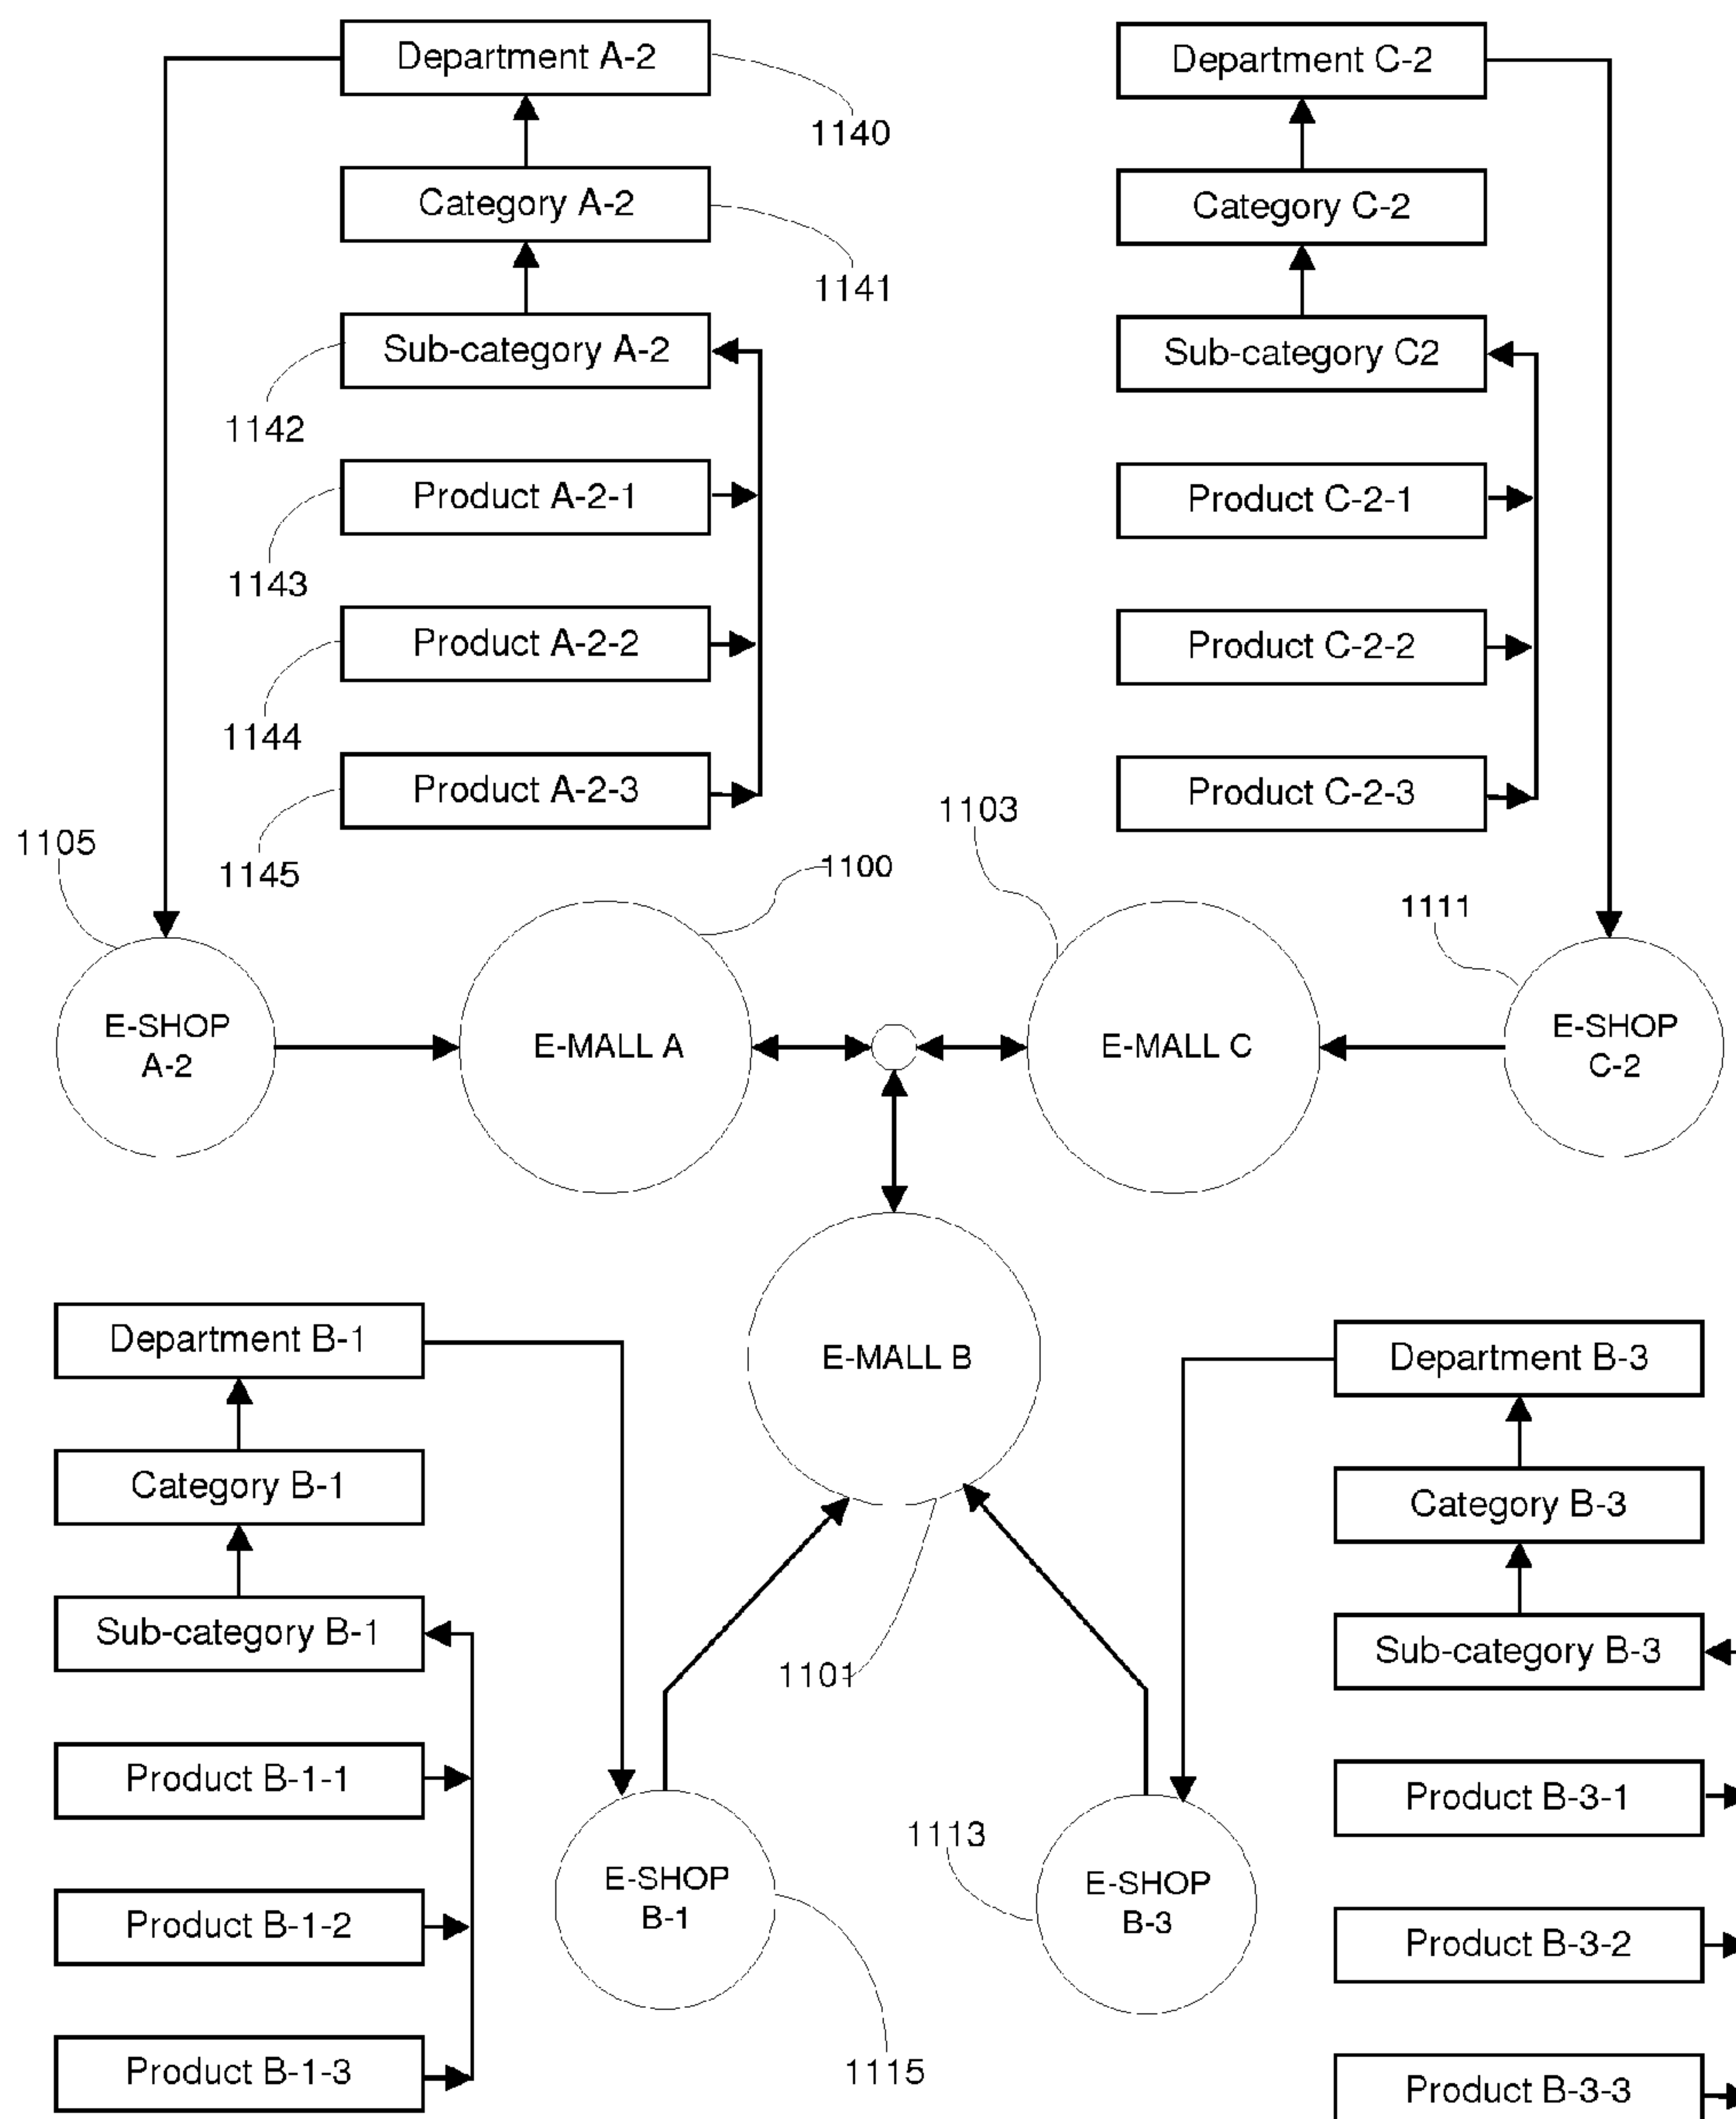 Department A-2
1140
Category A-2
1141
Sub-category A-2
1142
Product A-2-1
1143
Product A-2-2
1144
Product A-2-3
1145
Department C-2
Category C-2
Sub-category C2
Product C-2-1
Product C-2-2
Product C-2-3
1105
1100
1103
1111
E-SHOP
A-2
E-MALL A
E-MALL C
E-SHOP
C-2
E-MALL B
1101
Department B-1
Category B-1
Sub-category B-1
Product B-1-1
Product B-1-2
Product B-1-3
E-SHOP
B-1
1115
1113
E-SHOP
B-3
Department B-3
Category B-3
Sub-category B-3
Product B-3-1
Product B-3-2
Product B-3-3